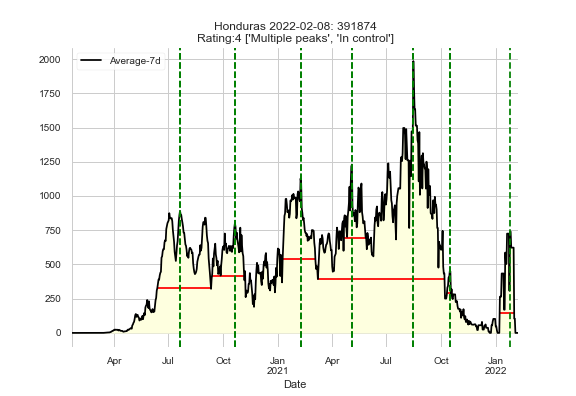 Honduras 2022-02-08: 391874
Rating:4 ['Multiple peaks', 'In control']
Average-7d
2000
1750
1500
1250
1000
750
500
250
0
Apr Jul Oct Jan Apr Jul Oct Jan
2021 2022
Date